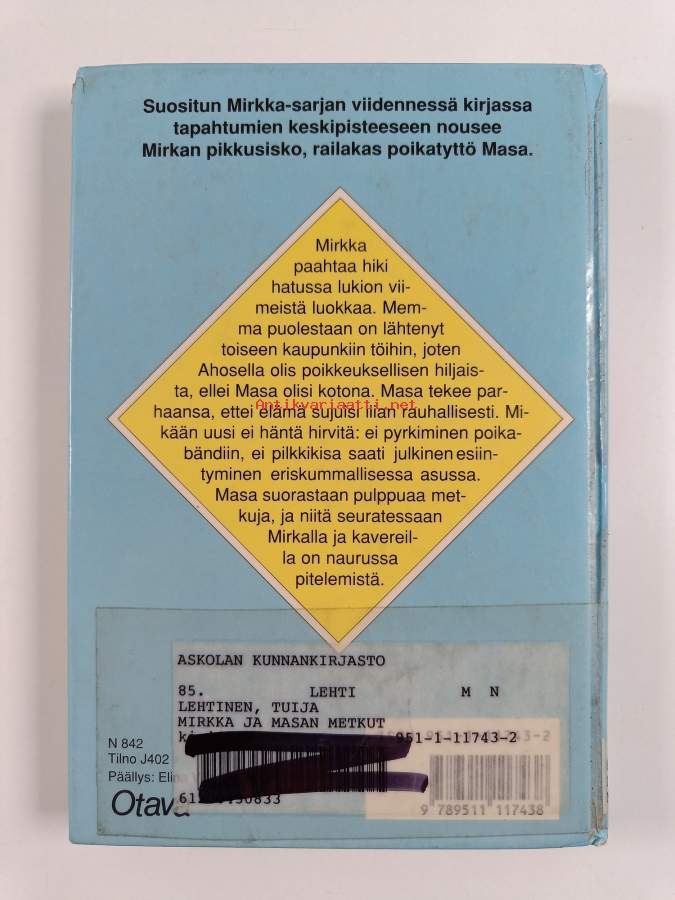 Suositun Mirkka-sarjan viidennessä kirjassa
tapahtumien keskipisteeseen nousee
Mirkan pikkusisko, railakas poikatyttö Masa.
Mirkka
paahtaa hiki
hatussa lukion vii-
meistä luokkaa. Mem-
ma puolestaan on lähtenyt
toiseen kaupunkiin töihin, joten
Ahosella olis poikkeuksellisen hiljais-
ta, ellei Masa olisi kotona. Masa tekee par-
Antikvariaatti.net
haansa, ettei elämä sujuisi liian rauhallisesti. Mi-
kään uusi ei häntä hirvitä: ei pyrkiminen poika-
bändiin, ei pilkkikisa saati julkinen esiin-
tyminen eriskummallisessa asussa.
Masa suorastaan pulppuaa met-
kuja, ja niitä seuratessaan
Mirkalla ja kavereil-
la on naurussa
pitelemistä.
ASKOLAN KUNNANKIRJASTO
85. LEHTI M N
LEHTINEN, TUIJA
MIRKKA JA MASAN METKUT
951-1-11743-2
N 842
Tilno J402
Päällys:
Otava
9 789511 117438